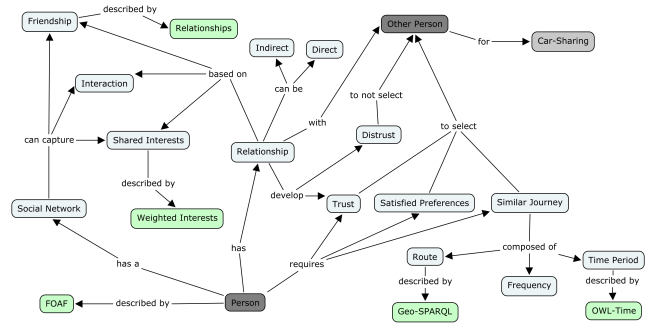 Friendship
described by
Relationships
Other Person
for
Car-Sharing
Indirect
Direct
based on
Interaction
can be
to not select
with
can capture
Shared Interests
Distrust
to select
Relationship
described by
develop
Social Network
Weighted Interests
Trust
Satisfied Preferences
Similar Journey
has
has a
requires
composed of
Route
Time Period
Frequency
described by
described by
FOAF
described by
Person
Geo-SPARQL
OWL-Time